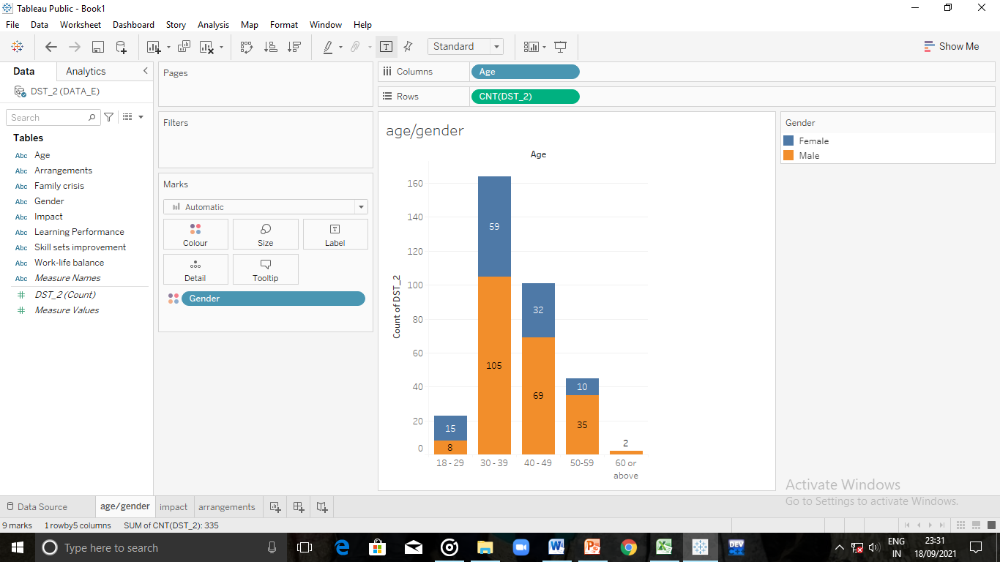 Tableau Public - Book1
File Data Worksheet Dashboard Story Analysis Map Format Window Help
Standard
Show Me
Data Analytics
DST_2 (DATA_E)
Search
Tables
Abc Age
Abc Arrangements
Abc Family crisis
Abc Gender
Abc Impact
Abc Learning Performance
Abc Skill sets improvement
Abc Work-life balance
Abc Measure Names
# DST_2 (Count)
# Measure Values
Pages
Filters
Marks
Automatic
Colour Size Label
Detail Tooltip
Gender
Columns Age
Rows CNT(DST_2)
age/gender
Age
Count of DST_2
160
140
120
100
80
60
40
20
0
15
8
59
105
32
69
10
35
2
18 - 29 30 - 39 40 - 49 50-59 60 or
above
Gender
Female
Male
Activate Windows
Go to Settings to activate Windows.
Data Source age/gender impact arrangements
9 marks 1 rowby5 columns SUM of CNT(DST_2): 335
Type here to search
DEV
ENG
IN
23:31
18/09/2021